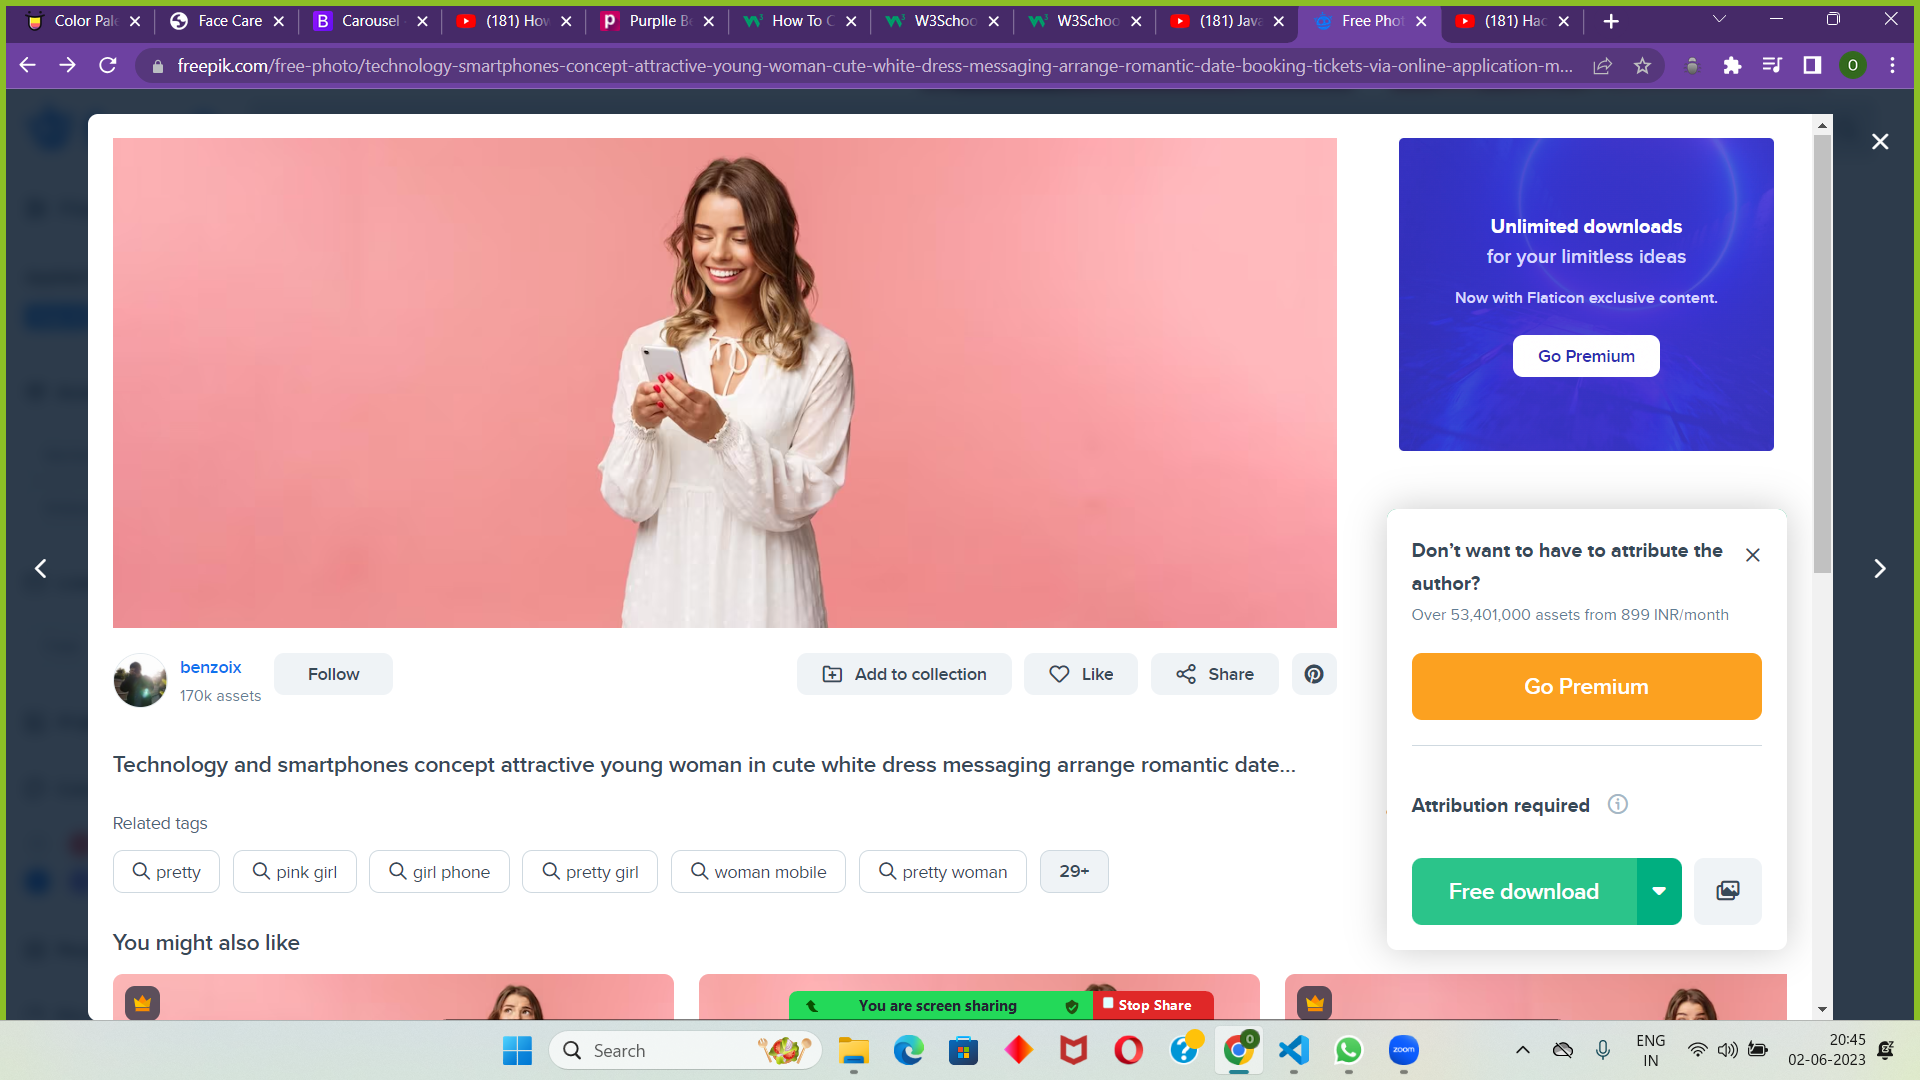 Color Pale
Face Care
Carousel
(181) How
Purplle Be
How To C
W3Schoo
W3Schoo
(181) Java
Free Phot
(181) Hac
freepik.com/free-photo/technology-smartphones-concept-attractive-young-woman-cute-white-dress-messaging-arrange-romantic-date-booking-tickets-via-online-application-m...
O
Unlimited downloads
for your limitless ideas
Now with Flaticon exclusive content.
Go Premium
Don't want to have to attribute the
author?
Over 53,401,000 assets from 899 INR/month
Go Premium
Attribution required
Free download
benzoix
170k assets
Follow
Add to collection
Like
Share
Technology and smartphones concept attractive young woman in cute white dress messaging arrange romantic date...
Related tags
pretty
pink girl
girl phone
pretty girl
woman mobile
pretty woman
29+
You might also like
You are screen sharing
Stop Share
Search
zoom
ENG
IN
20:45
02-06-2023